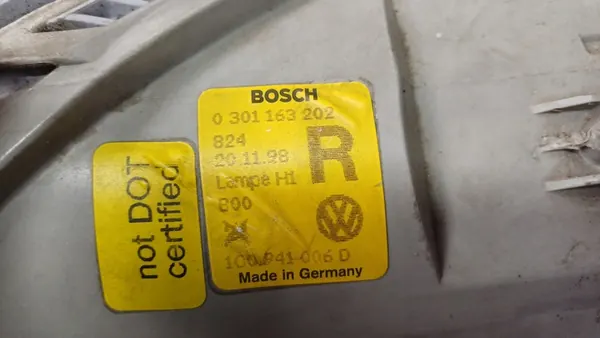 BOSCH
0 301 163 202
824
20.11.98
R
Lampe H1
800
1C0 941 006 D
Made in Germany
not DOT
certified